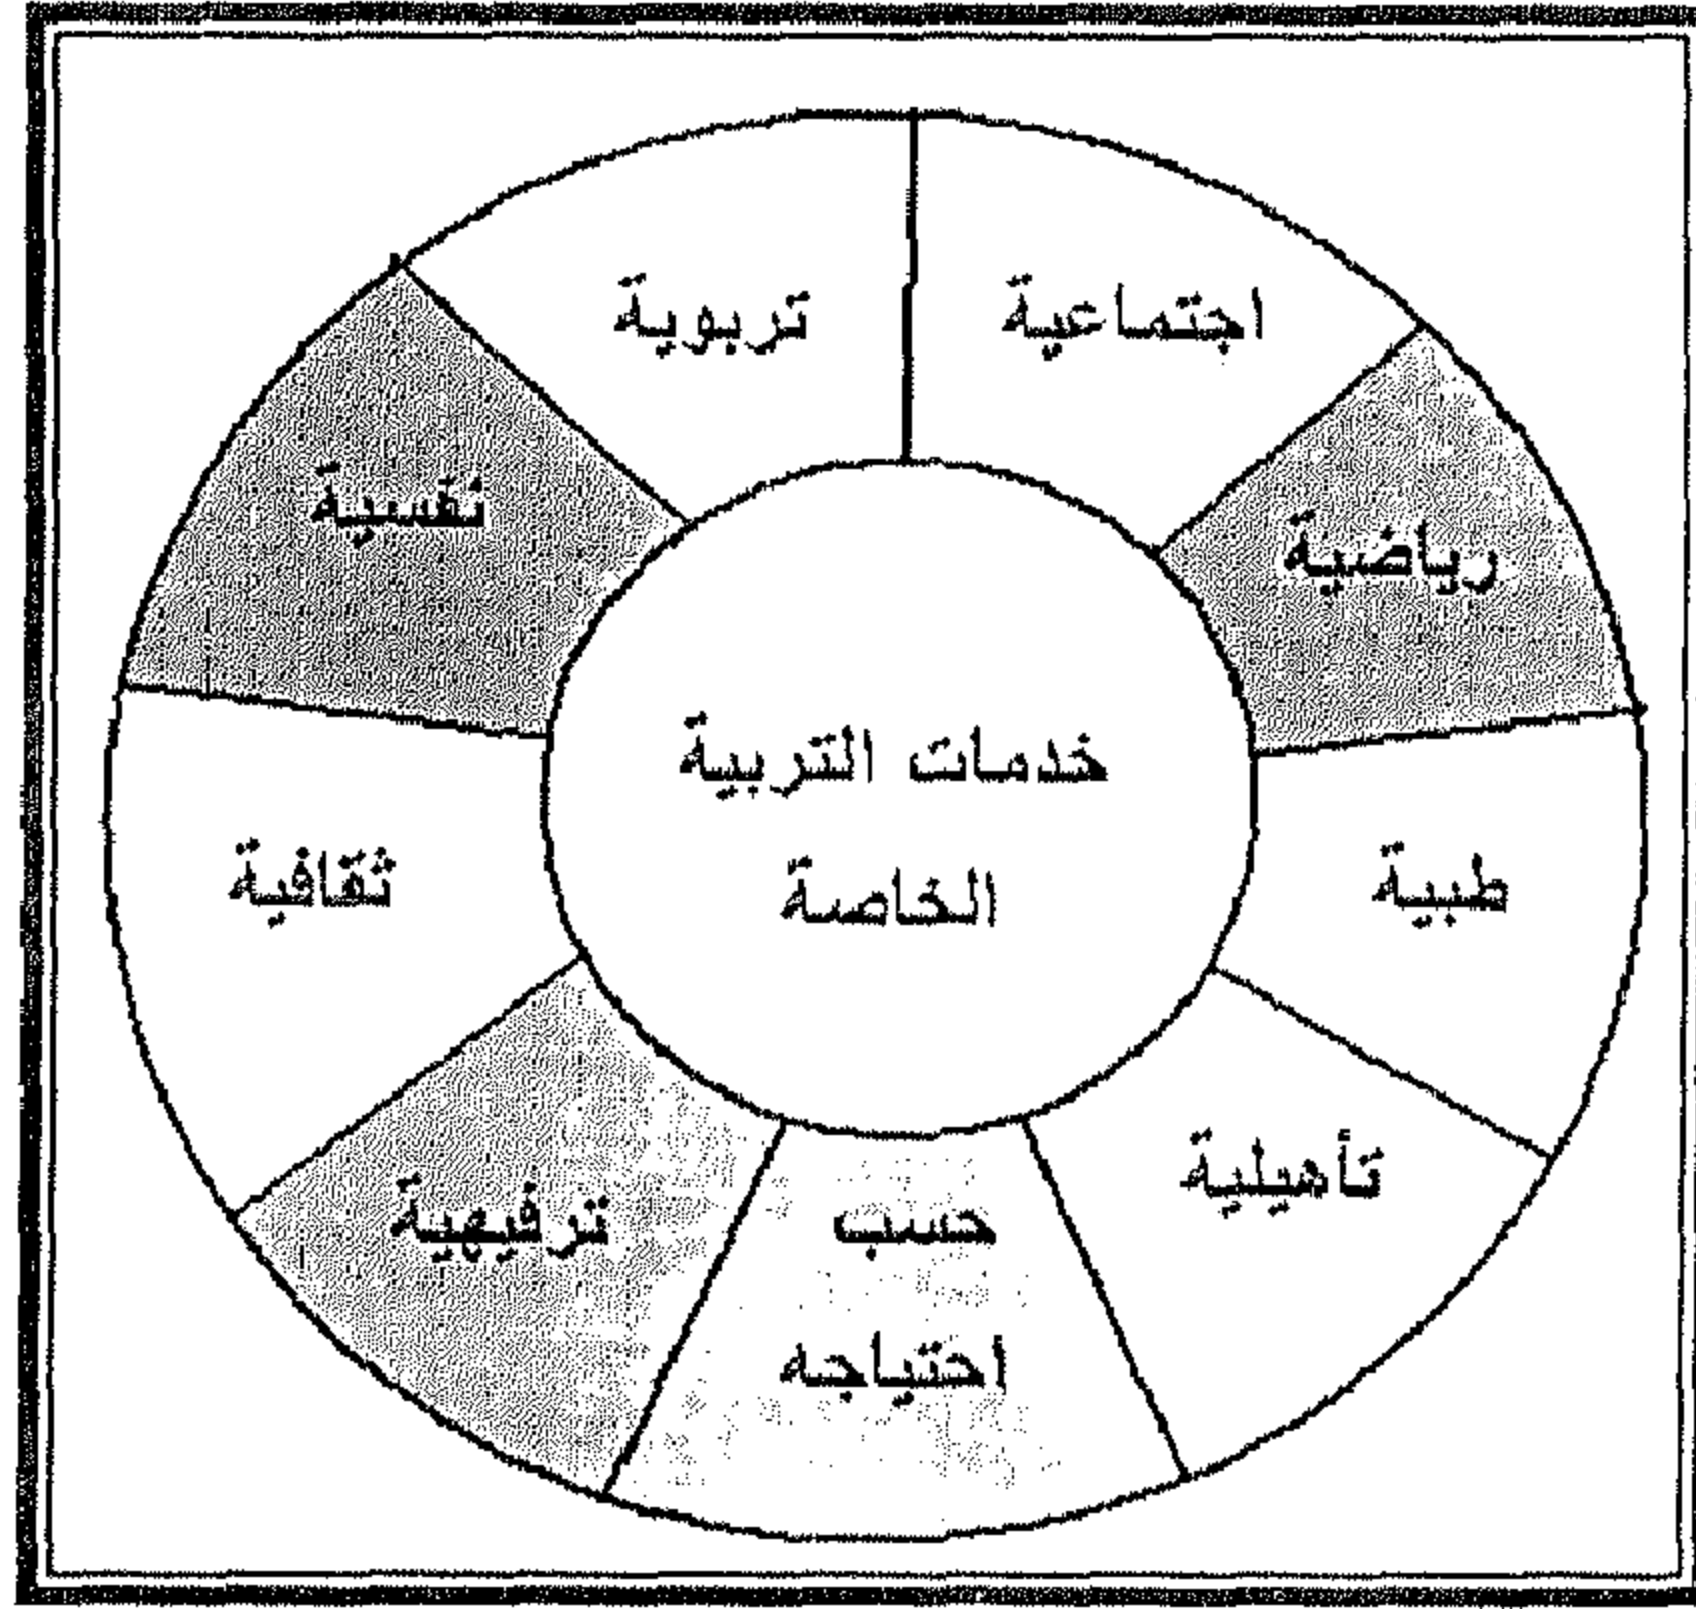 اجتماعية
تربوية
نفسية
رياضية
خدمات التربية
الخاصة
ثقافية
طبية
تأهيلية
ترفيهية
حسب
احتياجه